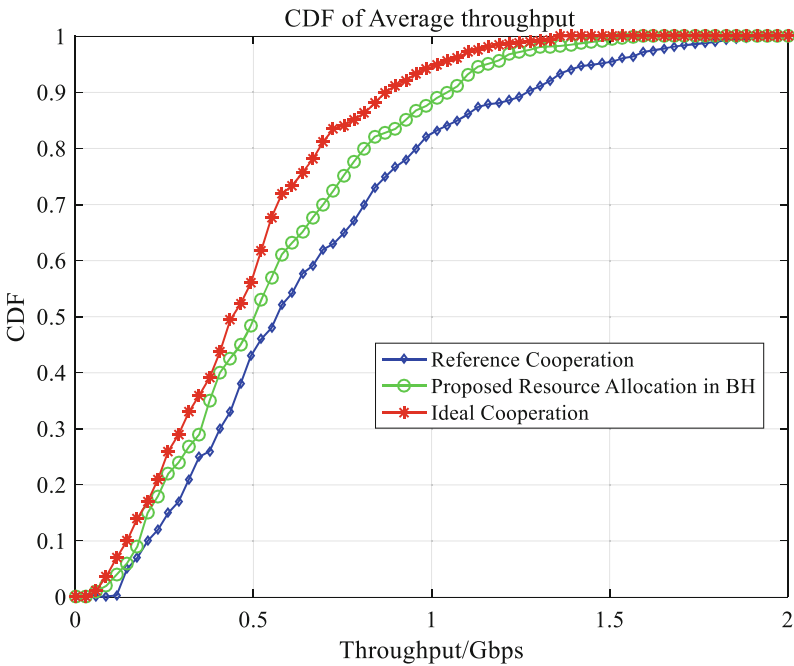 CDF of Average throughput
1
0.9
0.8
0.7
0.6
0.5
0.4
0.3
0.2
0.1
0
CDF
Reference Cooperation
Proposed Resource Allocation in BH
Ideal Cooperation
0 0.5 1 1.5 2
Throughput/Gbps